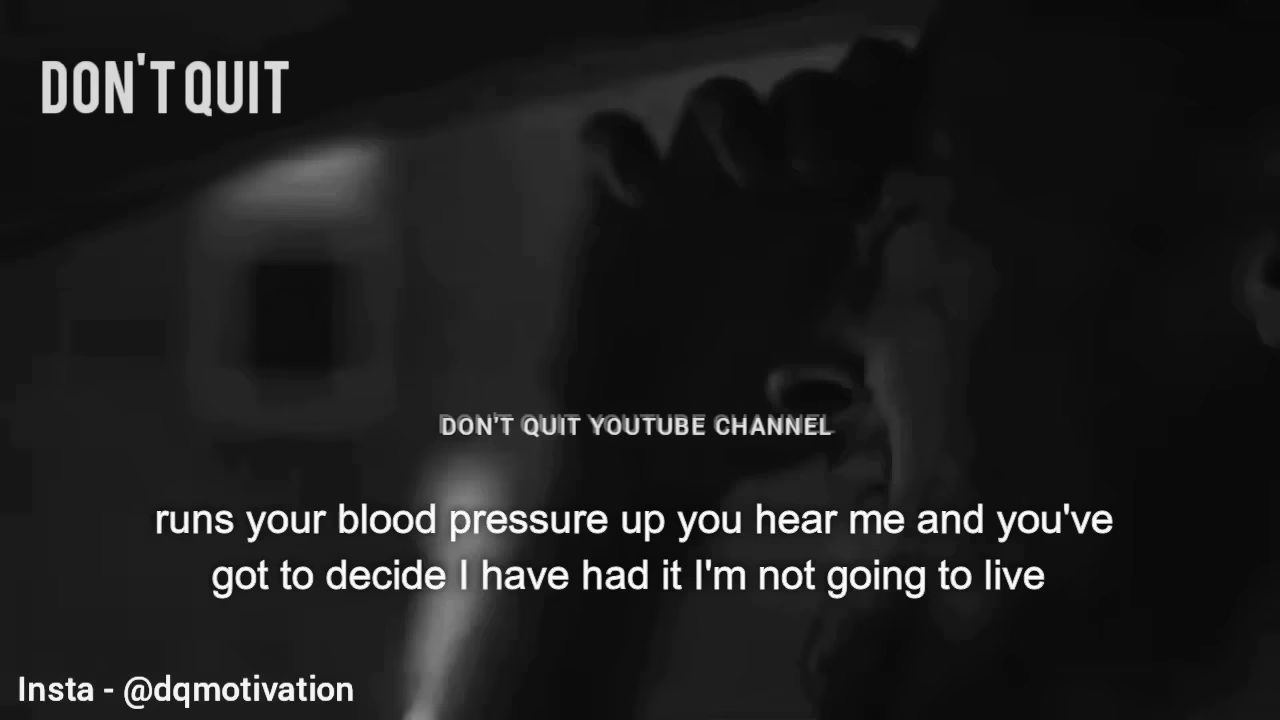 DON'T QUIT
DON'T QUIT YOUTUBE CHANNEL
runs your blood pressure up you hear me and you've
got to decide I have had it I'm not going to live
Insta - @dqmotivation